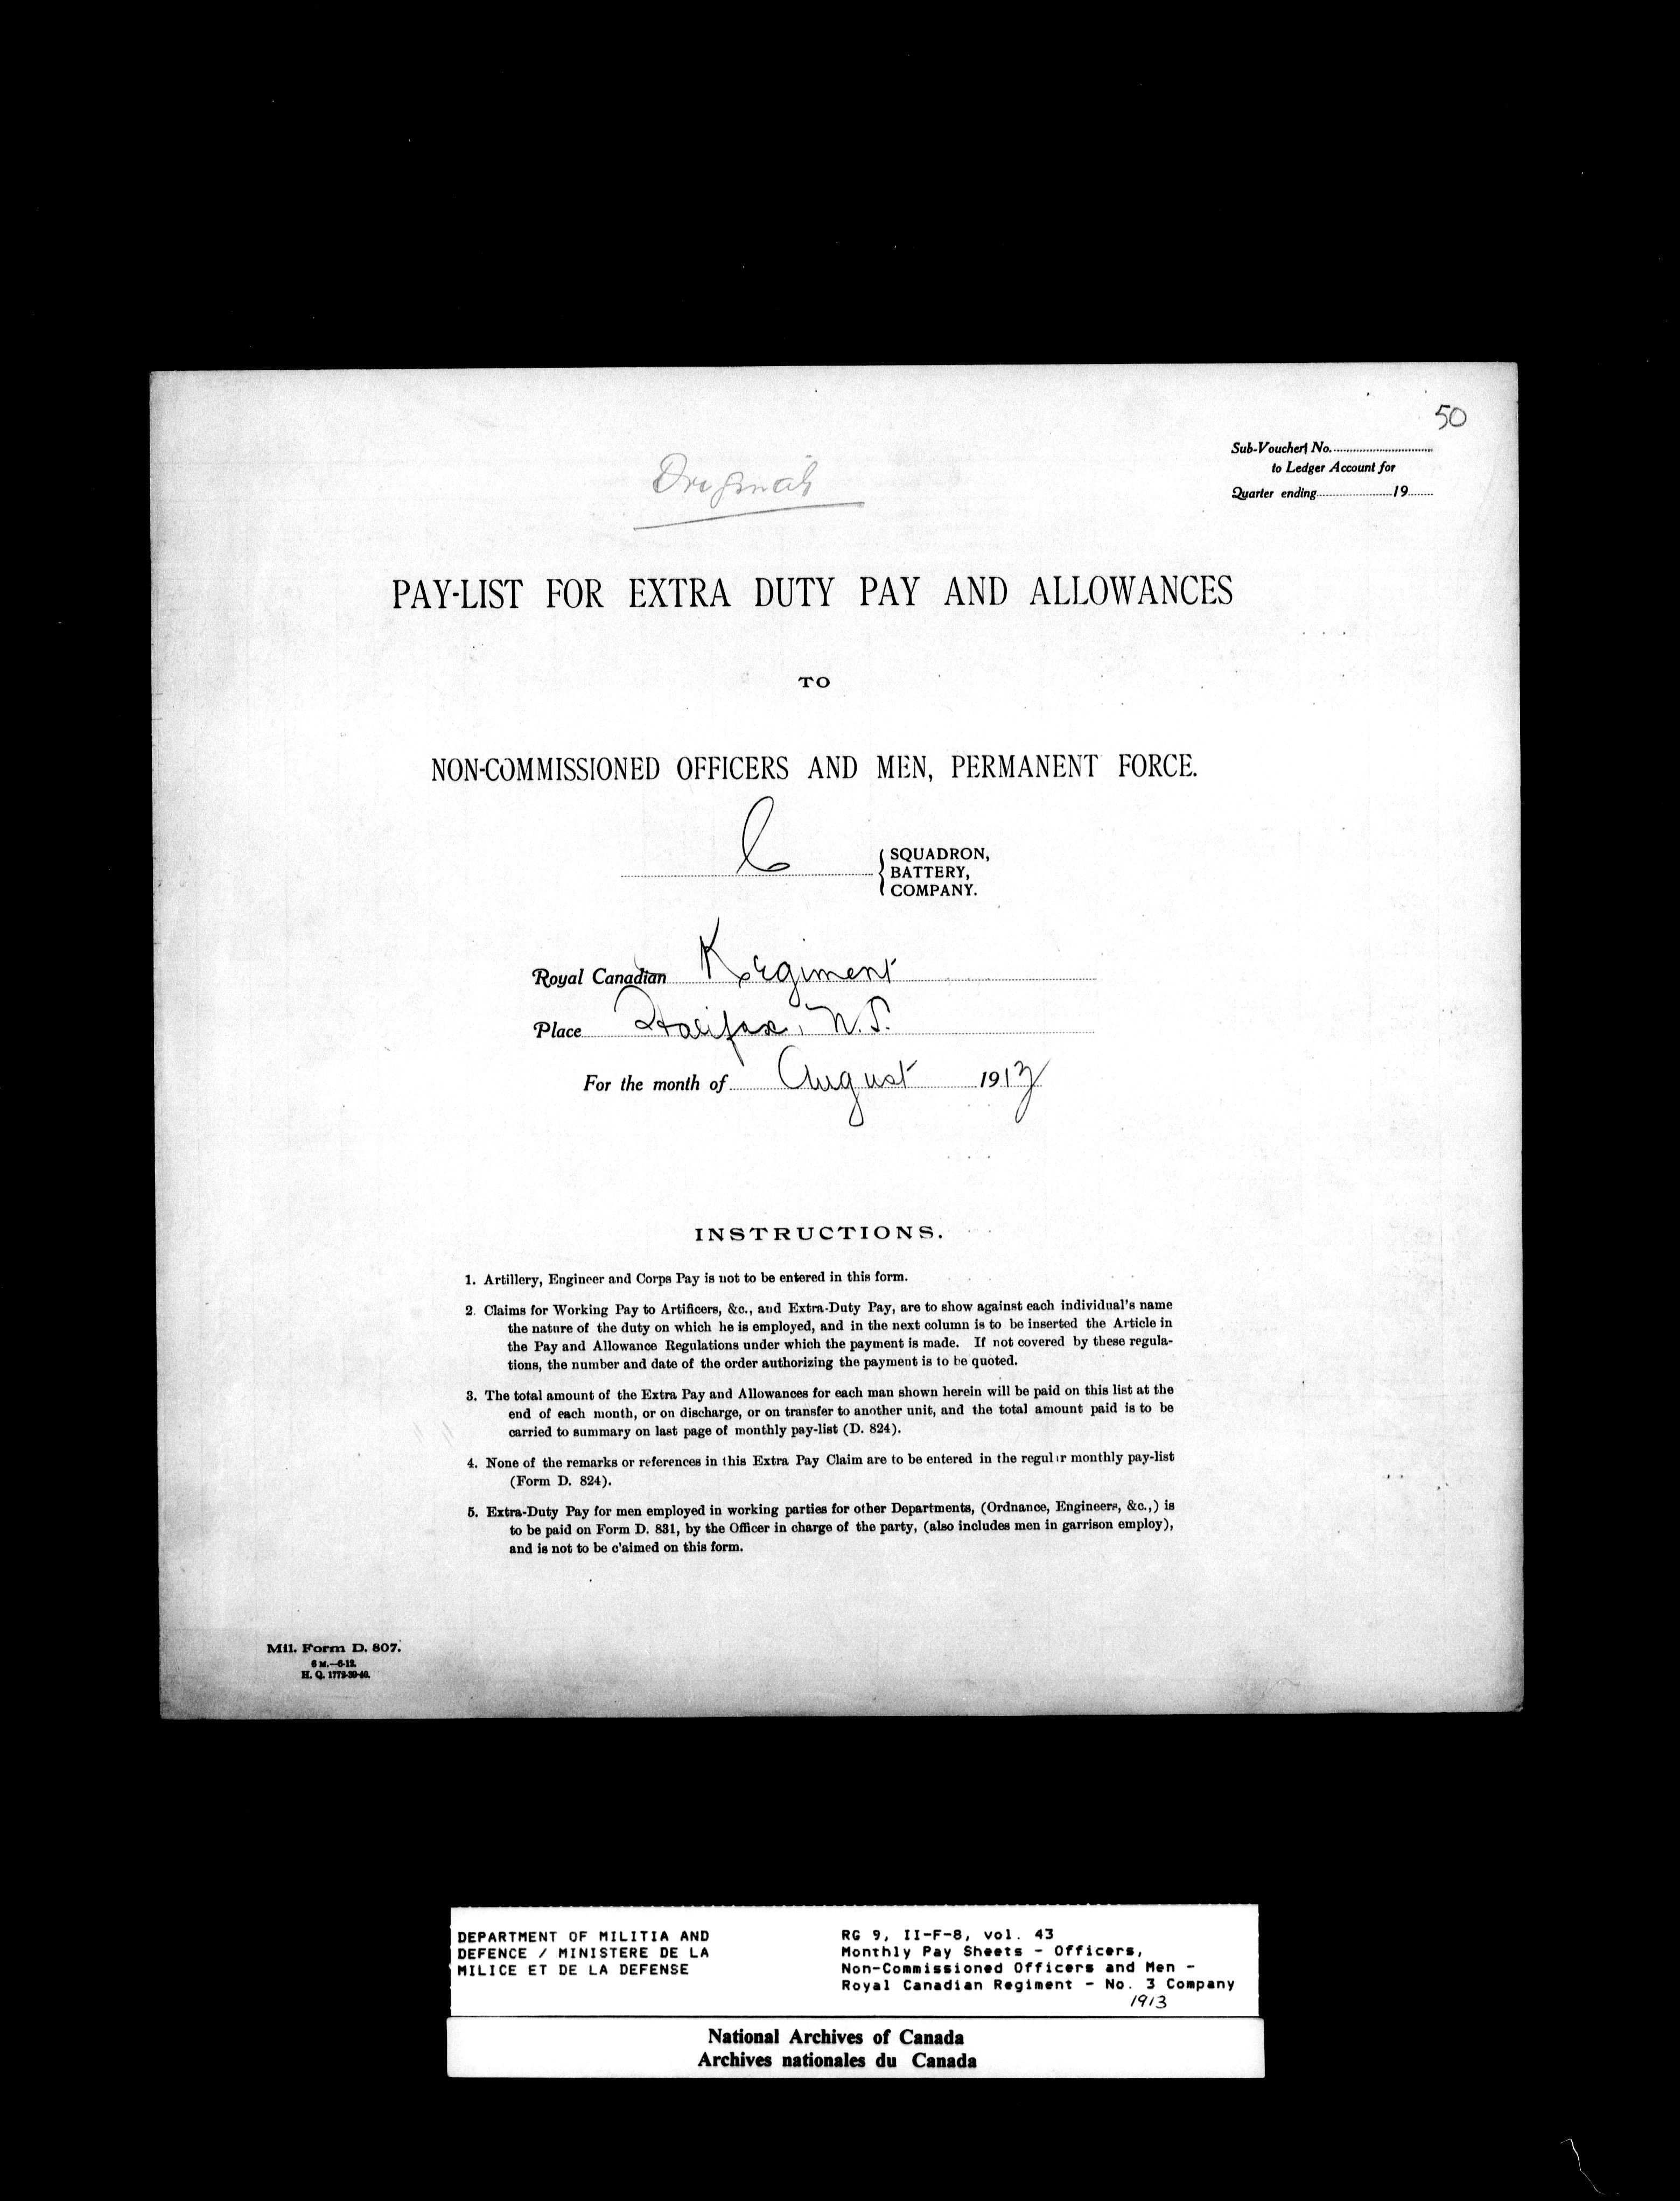 50
Sub-Voucher No.
to Ledger Account for
Quarter ending 19
Original
PAY-LIST FOR EXTRA DUTY PAY AND ALLOWANCES
TO
NON-COMMISSIONED OFFICERS AND MEN, PERMANENT FORCE.
C
SQUADRON,
BATTERY,
COMPANY.
Royal Canadian Regiment
Place Halifax, N.S.
For the month of August 1913
INSTRUCTIONS.
1. Artillery, Engineer and Corps Pay is not to be entered in this form.
2. Claims for Working Pay to Artificers, &c., and Extra-Duty Pay, are to show against each individual's name
the nature of the duty on which he is employed, and in the next column is to be inserted the Article in
the Pay and Allowance Regulations under which the payment is made. If not covered by these regula-
tions, the number and date of the order authorizing the payment is to be quoted.
3. The total amount of the Extra Pay and Allowances for each man shown herein will be paid on this list at the
end of each month, or on discharge, or on transfer to another unit, and the total amount paid is to be
carried to summary on last page of monthly pay-list (D. 824).
4. None of the remarks or references in this Extra Pay Claim are to be entered in the regular monthly pay-list
(Form D. 824).
5. Extra-Duty Pay for men employed in working parties for other Departments, (Ordnance, Engineers, &c.,) is
to be paid on Form D. 831, by the Officer in charge of the party, (also includes men in garrison employ),
and is not to be c'aimed on this form.
Mil. Form D. 807.
6 M.—6-12.
H. Q. 1772-39-40.
DEPARTMENT OF MILITIA AND
DEFENCE / MINISTERE DE LA
MILICE ET DE LA DEFENSE
RG 9, II-F-8, vol. 43
Monthly Pay Sheets - Officers,
Non-Commissioned Officers and Men -
Royal Canadian Regiment - No. 3 Company
1913
National Archives of Canada
Archives nationales du Canada